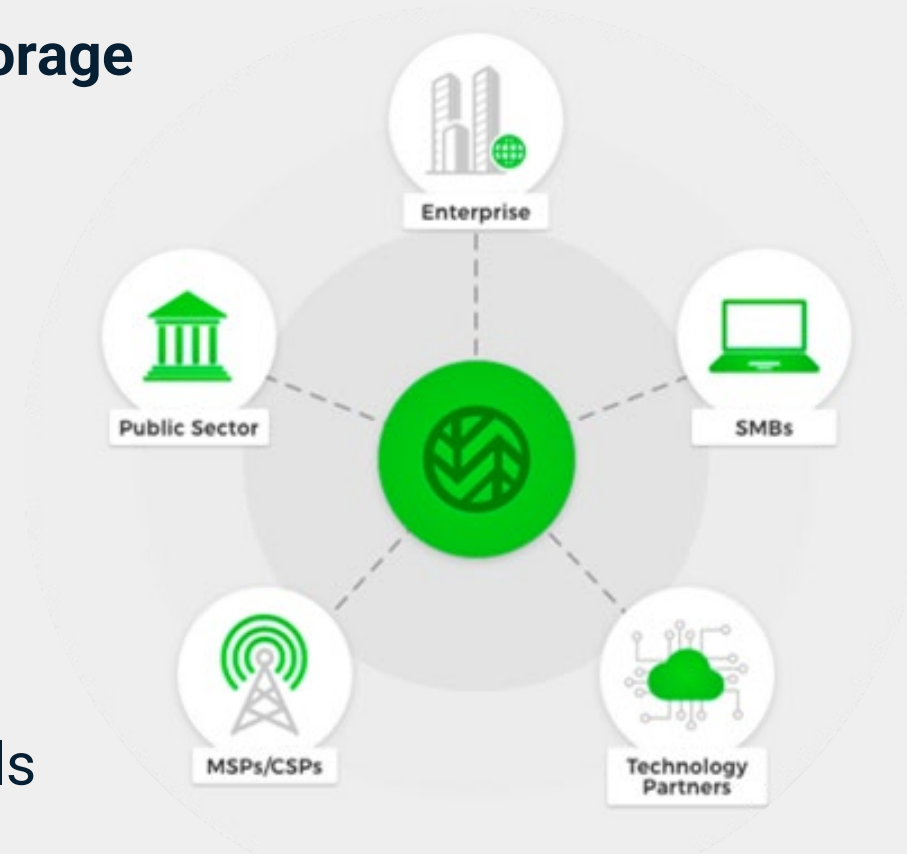 orage
Enterprise
Public Sector
SMBs
MSPs/CSPs
ls
Technology
Partners